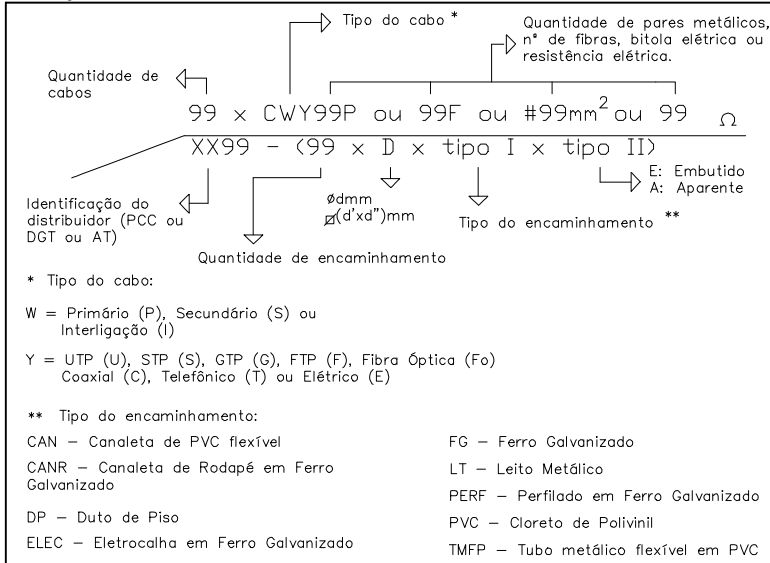 Tipo do cabo *
Quantidade de pares metálicos,
nº de fibras, bitola elétrica ou
resistência elétrica.
Quantidade de
cabos
99 x CWY99P ou 99F ou #99mm² ou 99 Ω
XX99 – (99 x D x tipo I x tipo II)
E: Embutido
A: Aparente
Identificação do
distribuidor (PCC ou
DGT ou AT)
ødmm
(d'xd")mm
Tipo do encaminhamento **
Quantidade de encaminhamento
* Tipo do cabo:
W = Primário (P), Secundário (S) ou
Interligação (I)
Y = UTP (U), STP (S), GTP (G), FTP (F), Fibra Óptica (Fo)
Coaxial (C), Telefônico (T) ou Elétrico (E)
** Tipo do encaminhamento:
CAN – Canaleta de PVC flexível
CANR – Canaleta de Rodapé em Ferro
Galvanizado
DP – Duto de Piso
ELEC – Eletrocalha em Ferro Galvanizado
FG – Ferro Galvanizado
LT – Leito Metálico
PERF – Perfilado em Ferro Galvanizado
PVC – Cloreto de Polivinil
TMFP – Tubo metálico flexível em PVC